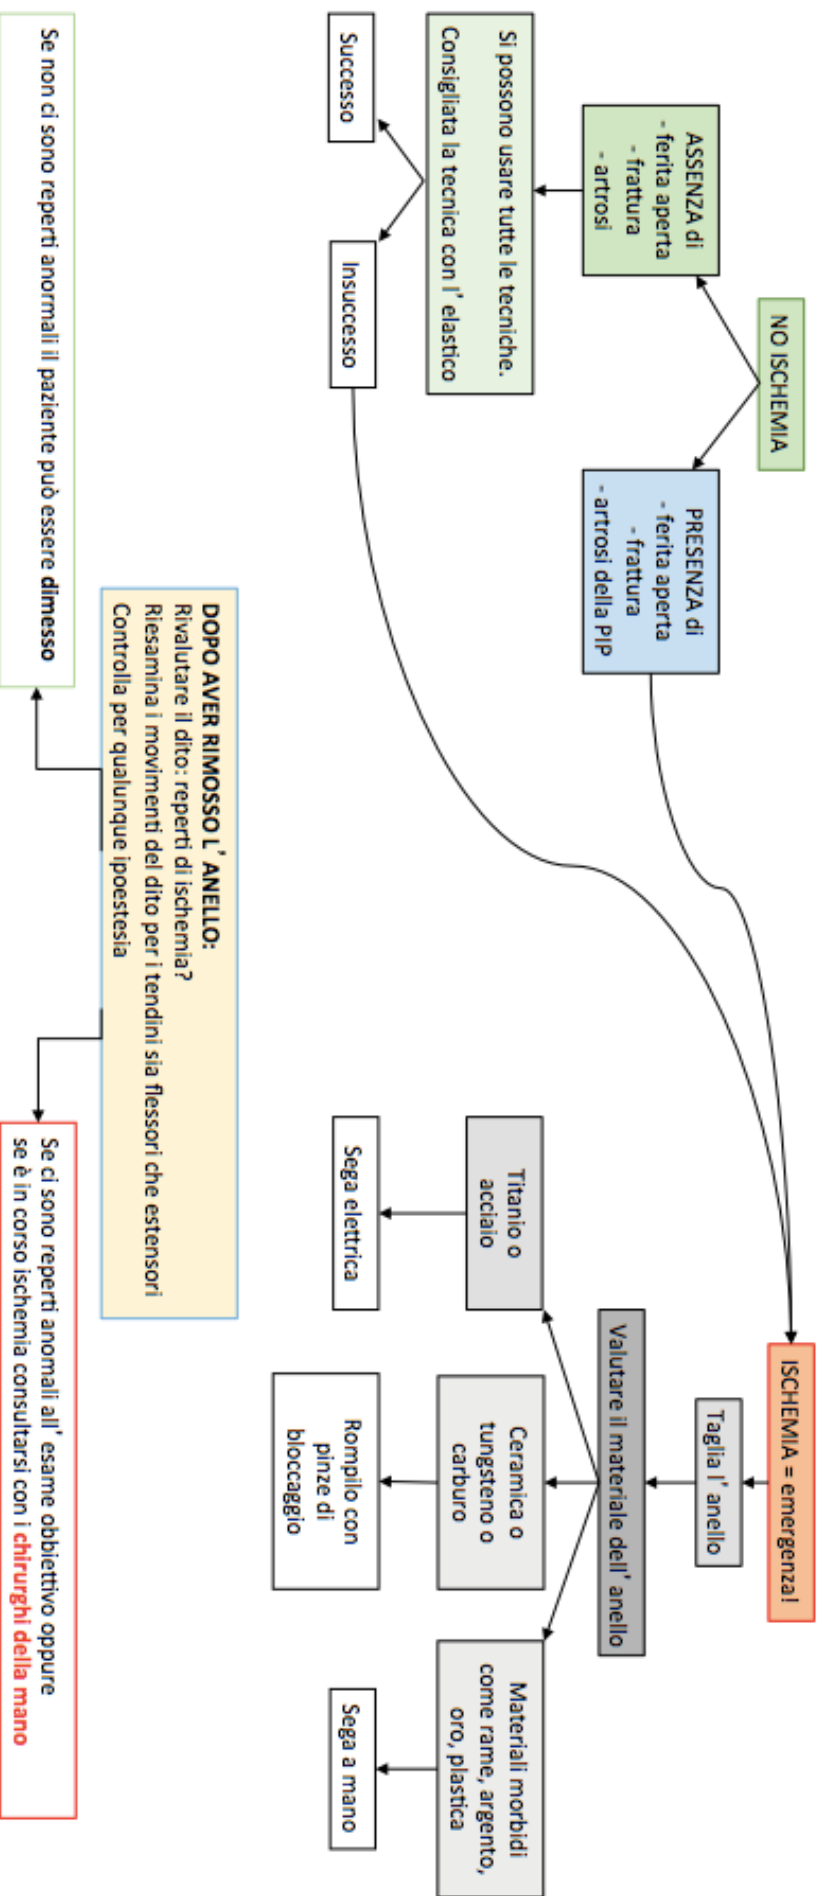 NO ISCHEMIA
ISCHEMIA = emergenza!
ASSENZA di
- ferita aperta
- frattura
- artrosi
PRESENZA di
- ferita aperta
- frattura
- artrosi della PIP
Taglia l' anello
Si possono usare tutte le tecniche.
Consigliata la tecnica con l' elastico
Valutare il materiale dell' anello
Successo
Insuccesso
Titanio o
acciaio
Ceramica o
tungsteno o
carburo
Materiali morbidi
come rame, argento,
oro, plastica
Sega elettrica
Rompilo con
pinze di
bloccaggio
Sega a mano
DOPO AVER RIMOSSO L' ANELLO:
Rivalutare il dito: reperti di ischemia?
Riesamina i movimenti del dito per i tendini sia flessori che estensori
Controlla per qualunque ipoestesia
Se non ci sono reperti anormali il paziente può essere dimesso
Se ci sono reperti anomali all' esame obbiettivo oppure
se è in corso ischemia consultarsi con i chirurghi della mano